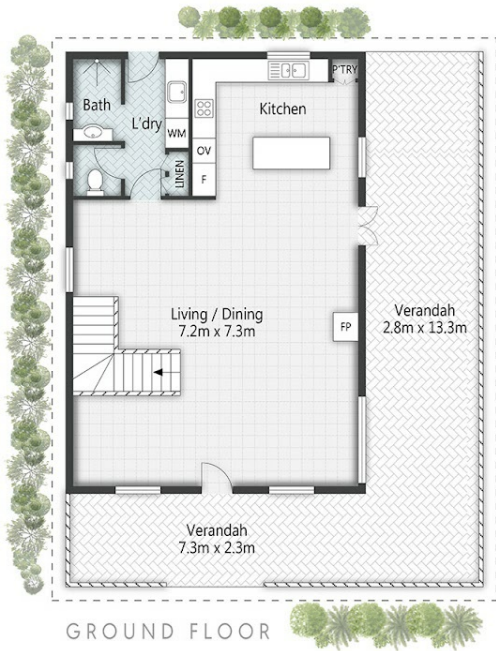 P'TRY
Bath
Kitchen
L'dry
WM
OV
LINEN
F
Living / Dining
7.2m x 7.3m
FP
Verandah
2.8m x 13.3m
Verandah
7.3m x 2.3m
GROUND FLOOR